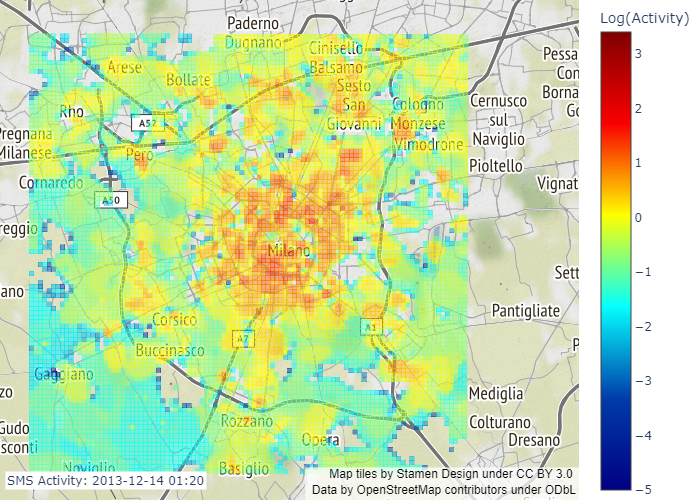 Paderno
Dugnano
Cinisello
Balsamo
Arese
Bollate
Sesto
San
Giovanni
Cologno
Monzese
Vimodrone
Cernusco
sul
Naviglio
Pioltello
Pessa
Con
Borna
Go
Rho
A52
Pregnana
Milanese
Pero
Cornaredo
A50
Vignat
reggio
Milano
Sett
ano
Corsico
A7
A1
Pantigliate
P
Buccinasco
Gaggiano
zo
Mediglia
Rozzano
Colturano
Gudo
sconti
Opera
Dresano
Noviglio
Basiglio
SMS Activity: 2013-12-14 01:20
Map tiles by Stamen Design under CC BY 3.0
Data by OpenStreetMap contributors under ODbL
Log(Activity)
3
2
1
0
−1
−2
−3
−4
−5